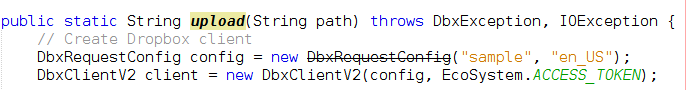 public static String upload(String path) throws DbxException, IOException {
// Create Dropbox client
DbxRequestConfig config = new DbxRequestConfig("sample", "en_US");
DbxClientV2 client = new DbxClientV2(config, EcoSystem.ACCESS_TOKEN);